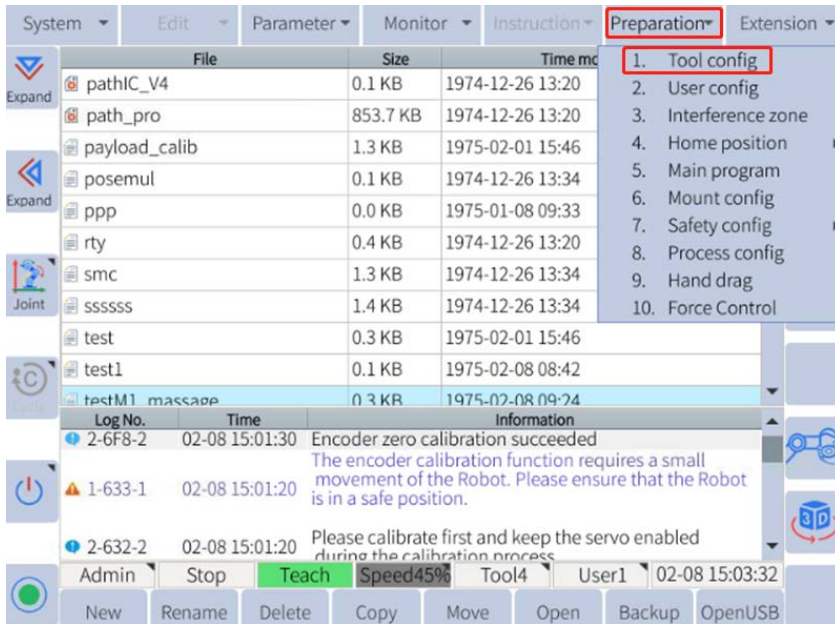 System Edit Parameter Monitor Instruction Preparation Extension
File Size Time mo
Expand
pathIC_V4 0.1 KB 1974-12-26 13:20
path_pro 853.7 KB 1974-12-26 13:20
payload_calib 1.3 KB 1975-02-01 15:46
Expand
posemul 0.1 KB 1974-12-26 13:34
ppp 0.0 KB 1975-01-08 09:33
rty 0.4 KB 1974-12-26 13:20
smc 1.3 KB 1974-12-26 13:34
Joint
ssssss 1.4 KB 1974-12-26 13:34
test 0.3 KB 1975-02-01 15:46
test1 0.1 KB 1975-02-08 08:42
testM1_massage 0.3 KB 1975-02-08 09:24
1. Tool config
2. User config
3. Interference zone
4. Home position
5. Main program
6. Mount config
7. Safety config
8. Process config
9. Hand drag
10. Force Control
Log No. Time Information
2-6F8-2 02-08 15:01:30 Encoder zero calibration succeeded
The encoder calibration function requires a small
1-633-1 02-08 15:01:20 movement of the Robot. Please ensure that the Robot
is in a safe position.
Please calibrate first and keep the servo enabled
2-632-2 02-08 15:01:20 during the calibration process
3D
Admin Stop Teach Speed45% Tool4 User1 02-08 15:03:32
New Rename Delete Copy Move Open Backup OpenUSB